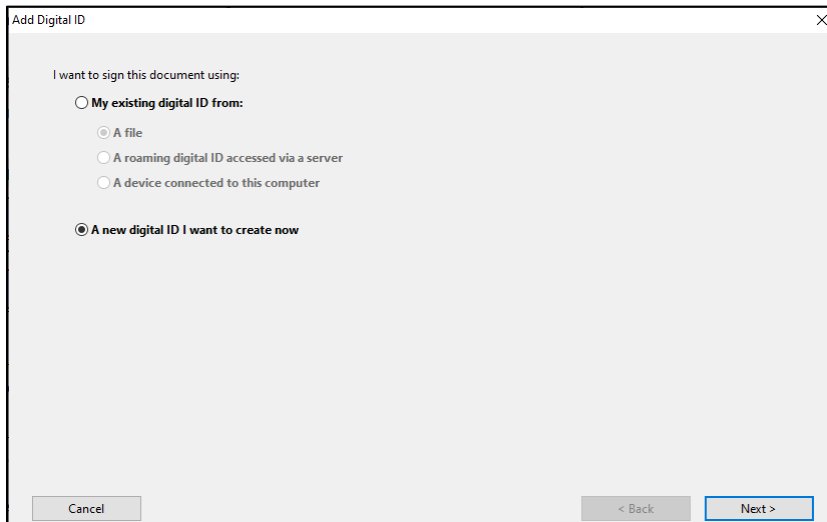 Add Digital ID
I want to sign this document using:
My existing digital ID from:
A file
A roaming digital ID accessed via a server
A device connected to this computer
A new digital ID I want to create now
Cancel
< Back
Next >